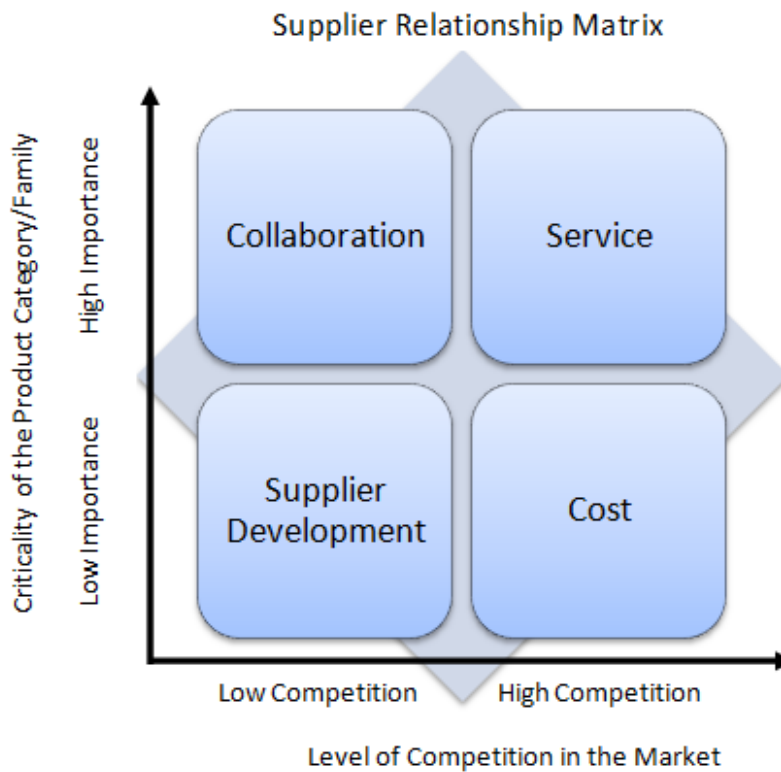 Supplier Relationship Matrix
Criticality of the Product Category/Family
High Importance
Low Importance
Collaboration
Service
Supplier
Development
Cost
Low Competition
High Competition
Level of Competition in the Market